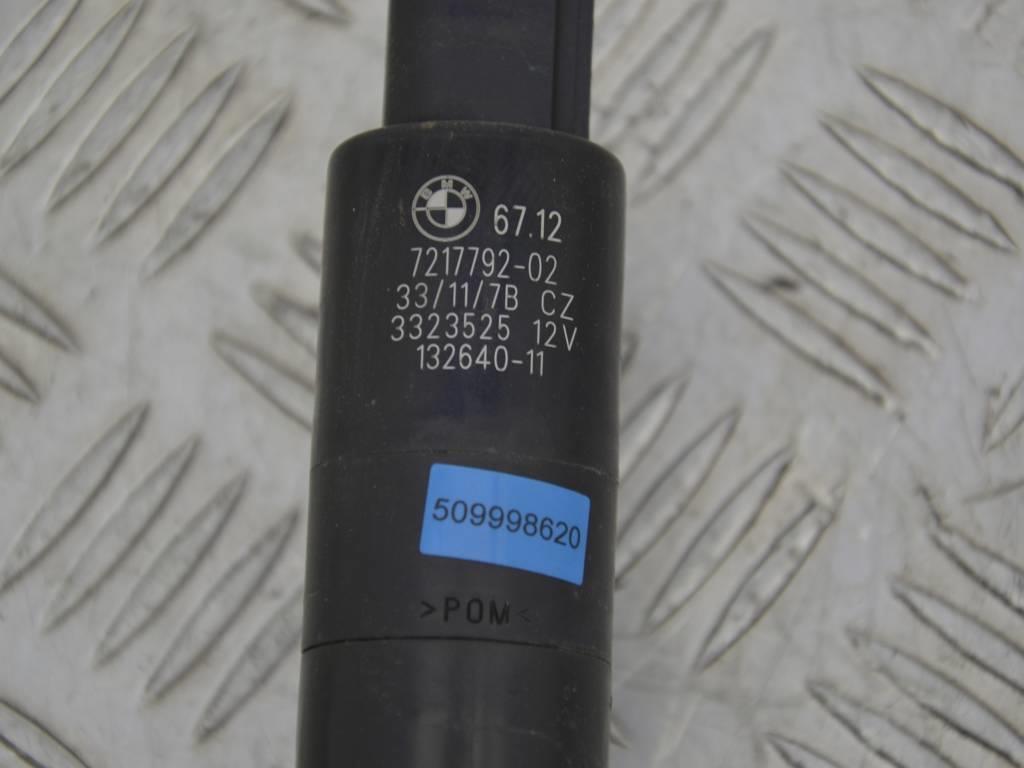 BMW
67.12
7217792-02
33/11/7B CZ
3323525 12V
132640-11
509998620
>POM<